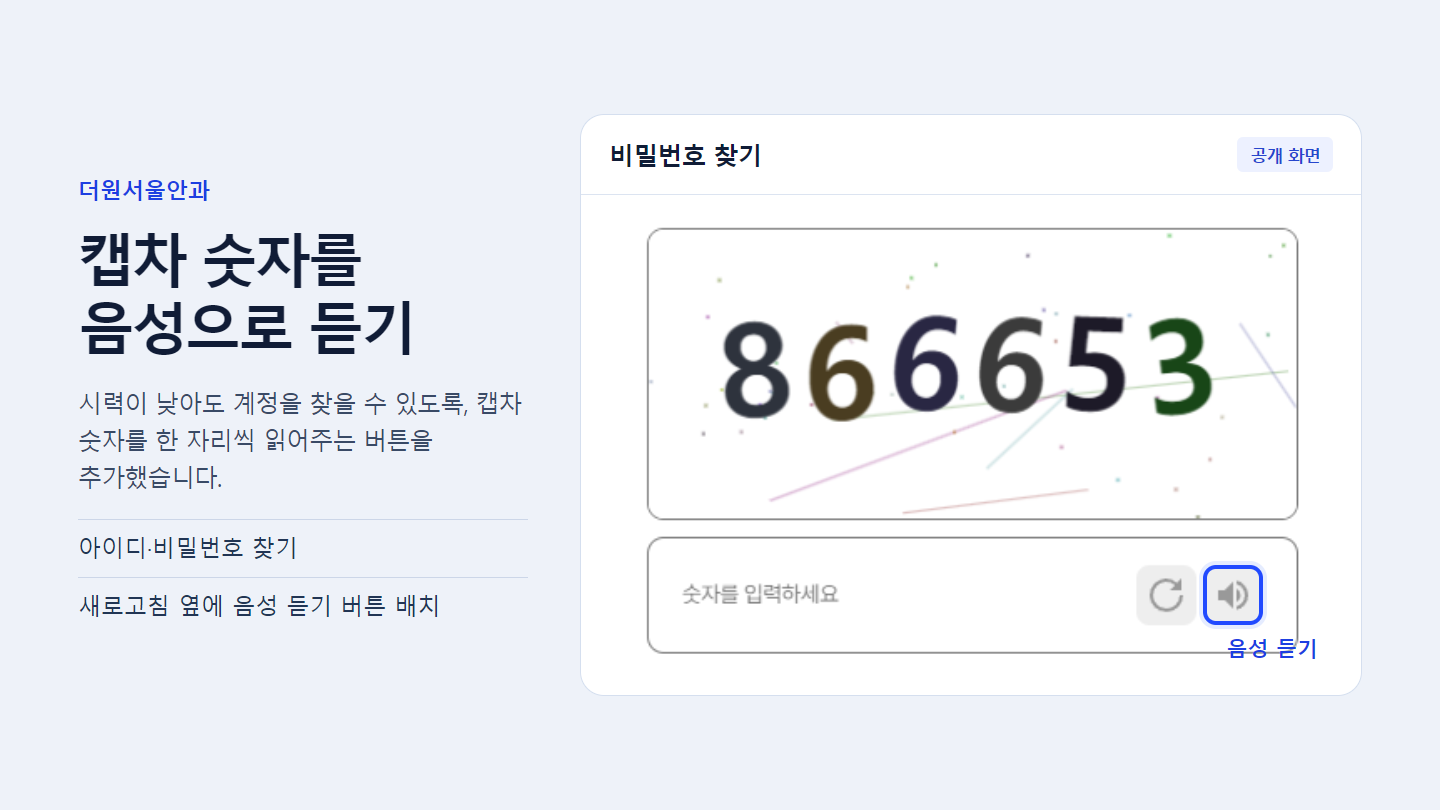 더원서울안과
캡차 숫자를
음성으로 듣기
시력이 낮아도 계정을 찾을 수 있도록, 캡차
숫자를 한 자리씩 읽어주는 버튼을
추가했습니다.
아이디·비밀번호 찾기
새로고침 옆에 음성 듣기 버튼 배치
비밀번호 찾기
공개 화면
866653
숫자를 입력하세요
음성 듣기